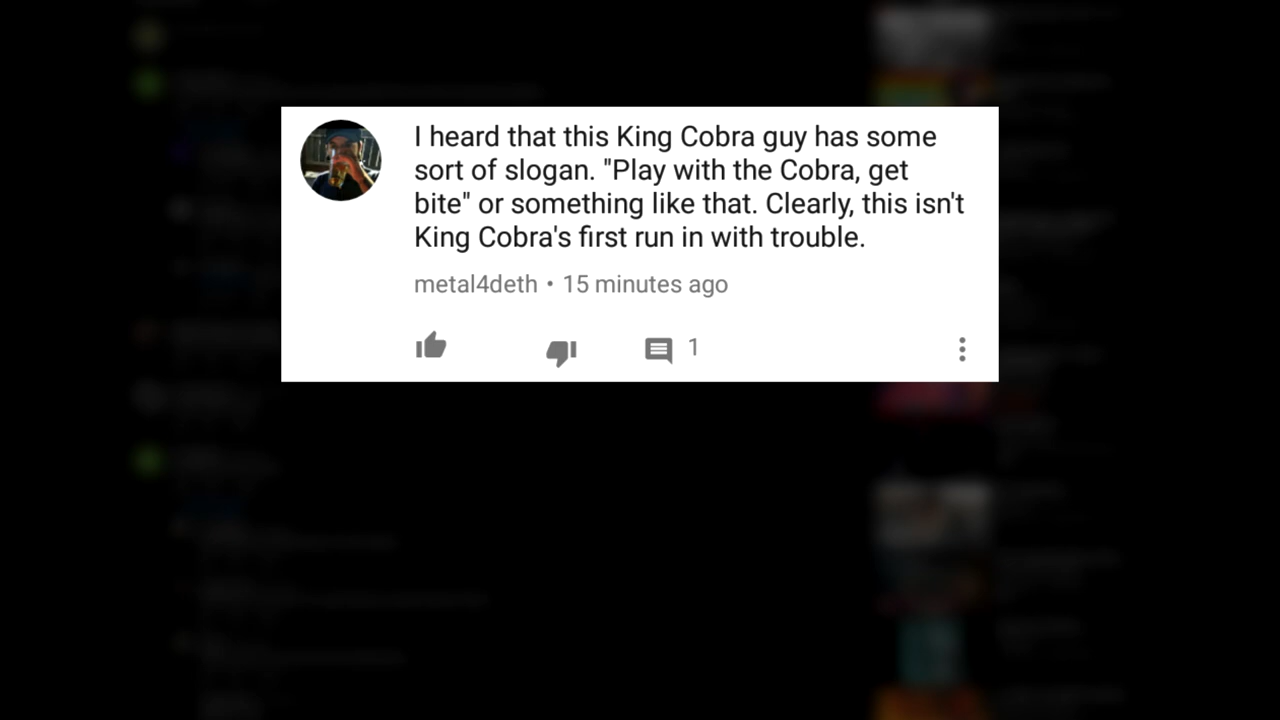 I heard that this King Cobra guy has some
sort of slogan. "Play with the Cobra, get
bite" or something like that. Clearly, this isn't
King Cobra's first run in with trouble.
metal4deth • 15 minutes ago
1